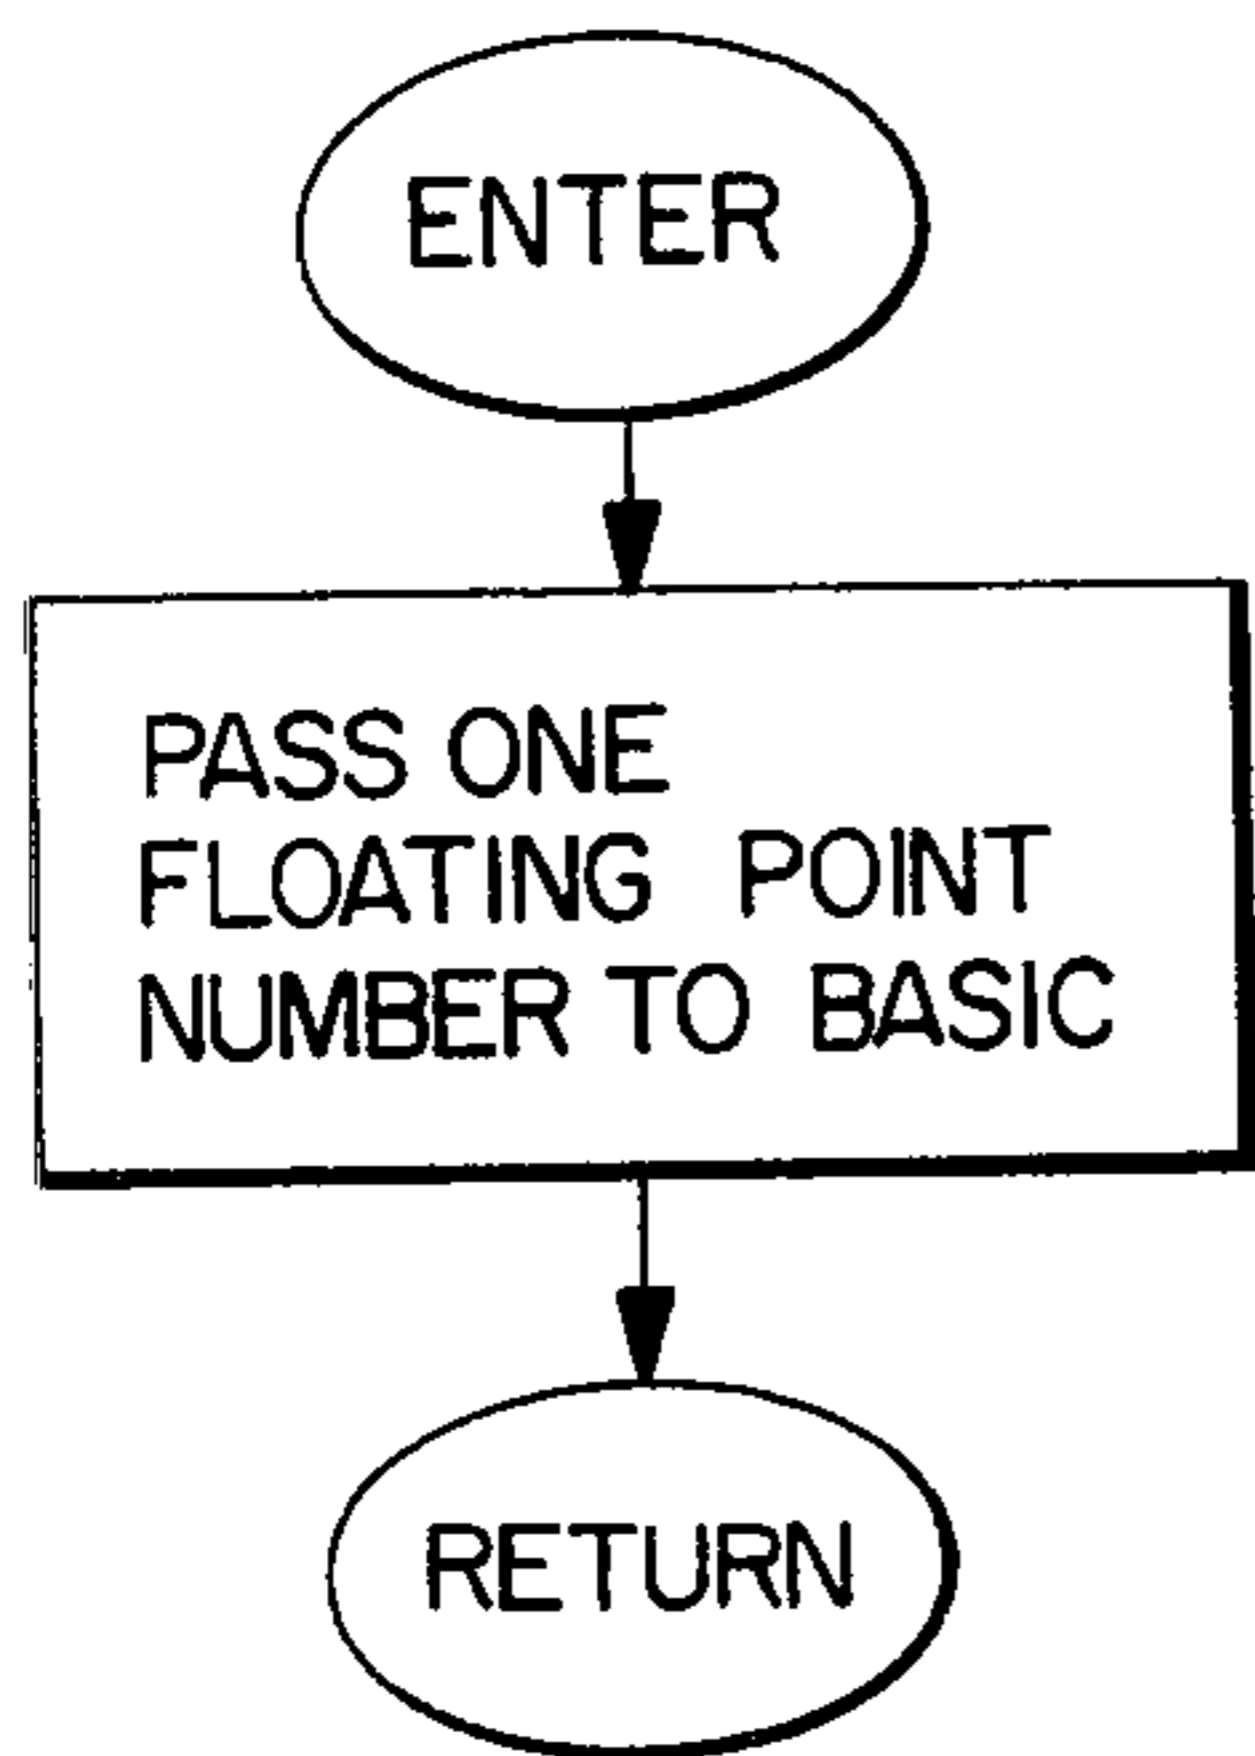 ENTER
PASS ONE
FLOATING POINT
NUMBER TO BASIC
RETURN